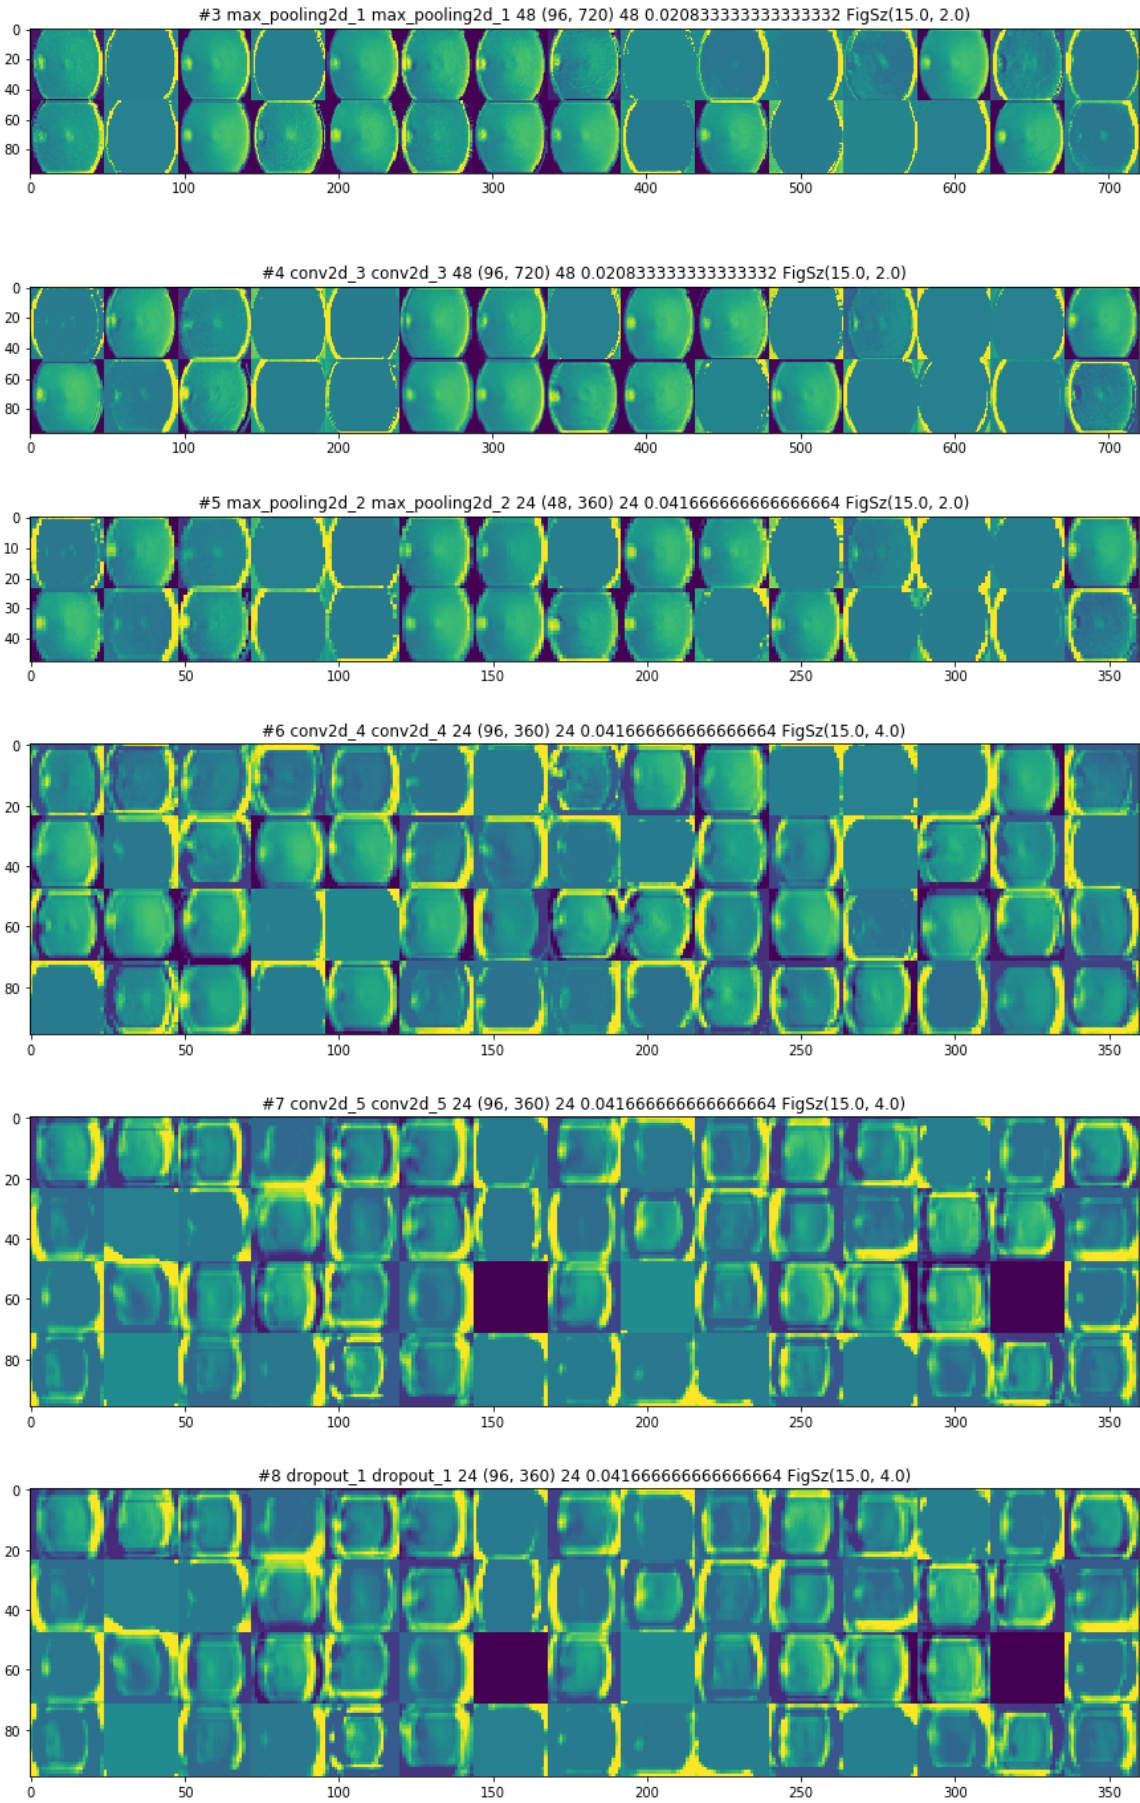 #3 max_pooling2d_1 max_pooling2d_1 48 (96, 720) 48 0.020833333333333332 FigSz(15.0, 2.0)
0
20
40
60
80
0 100 200 300 400 500 600 700
#4 conv2d_3 conv2d_3 48 (96, 720) 48 0.020833333333333332 FigSz(15.0, 2.0)
0
20
40
60
80
0 100 200 300 400 500 600 700
#5 max_pooling2d_2 max_pooling2d_2 24 (48, 360) 24 0.041666666666666664 FigSz(15.0, 2.0)
0
10
20
30
40
0 50 100 150 200 250 300 350
#6 conv2d_4 conv2d_4 24 (96, 360) 24 0.041666666666666664 FigSz(15.0, 4.0)
0
20
40
60
80
0 50 100 150 200 250 300 350
#7 conv2d_5 conv2d_5 24 (96, 360) 24 0.041666666666666664 FigSz(15.0, 4.0)
0
20
40
60
80
0 50 100 150 200 250 300 350
#8 dropout_1 dropout_1 24 (96, 360) 24 0.041666666666666664 FigSz(15.0, 4.0)
0
20
40
60
80
0 50 100 150 200 250 300 350